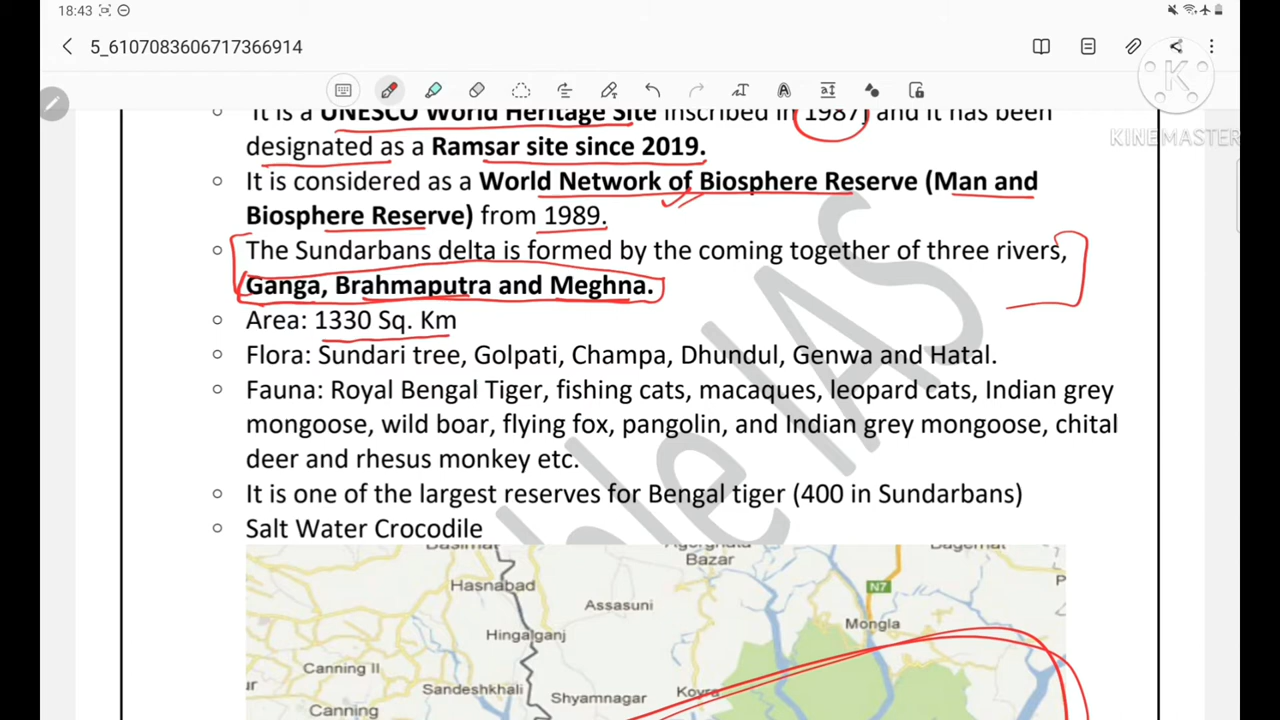 18:43
5_6107083606717366914
K
KINEMASTER
It is a UNESCO World Heritage Site inscribed in 1987, and it has been
designated as a Ramsar site since 2019.
○ It is considered as a World Network of Biosphere Reserve (Man and
Biosphere Reserve) from 1989.
○ The Sundarbans delta is formed by the coming together of three rivers,
Ganga, Brahmaputra and Meghna.
○ Area: 1330 Sq. Km
○ Flora: Sundari tree, Golpati, Champa, Dhundul, Genwa and Hatal.
○ Fauna: Royal Bengal Tiger, fishing cats, macaques, leopard cats, Indian grey
mongoose, wild boar, flying fox, pangolin, and Indian grey mongoose, chital
deer and rhesus monkey etc.
○ It is one of the largest reserves for Bengal tiger (400 in Sundarbans)
○ Salt Water Crocodile
Bazar
Hasnabad
N7
Assasuni
Mongla
Hingalganj
Canning II
Sandeshkhali
Shyamnagar
Koyra
Canning
IAS